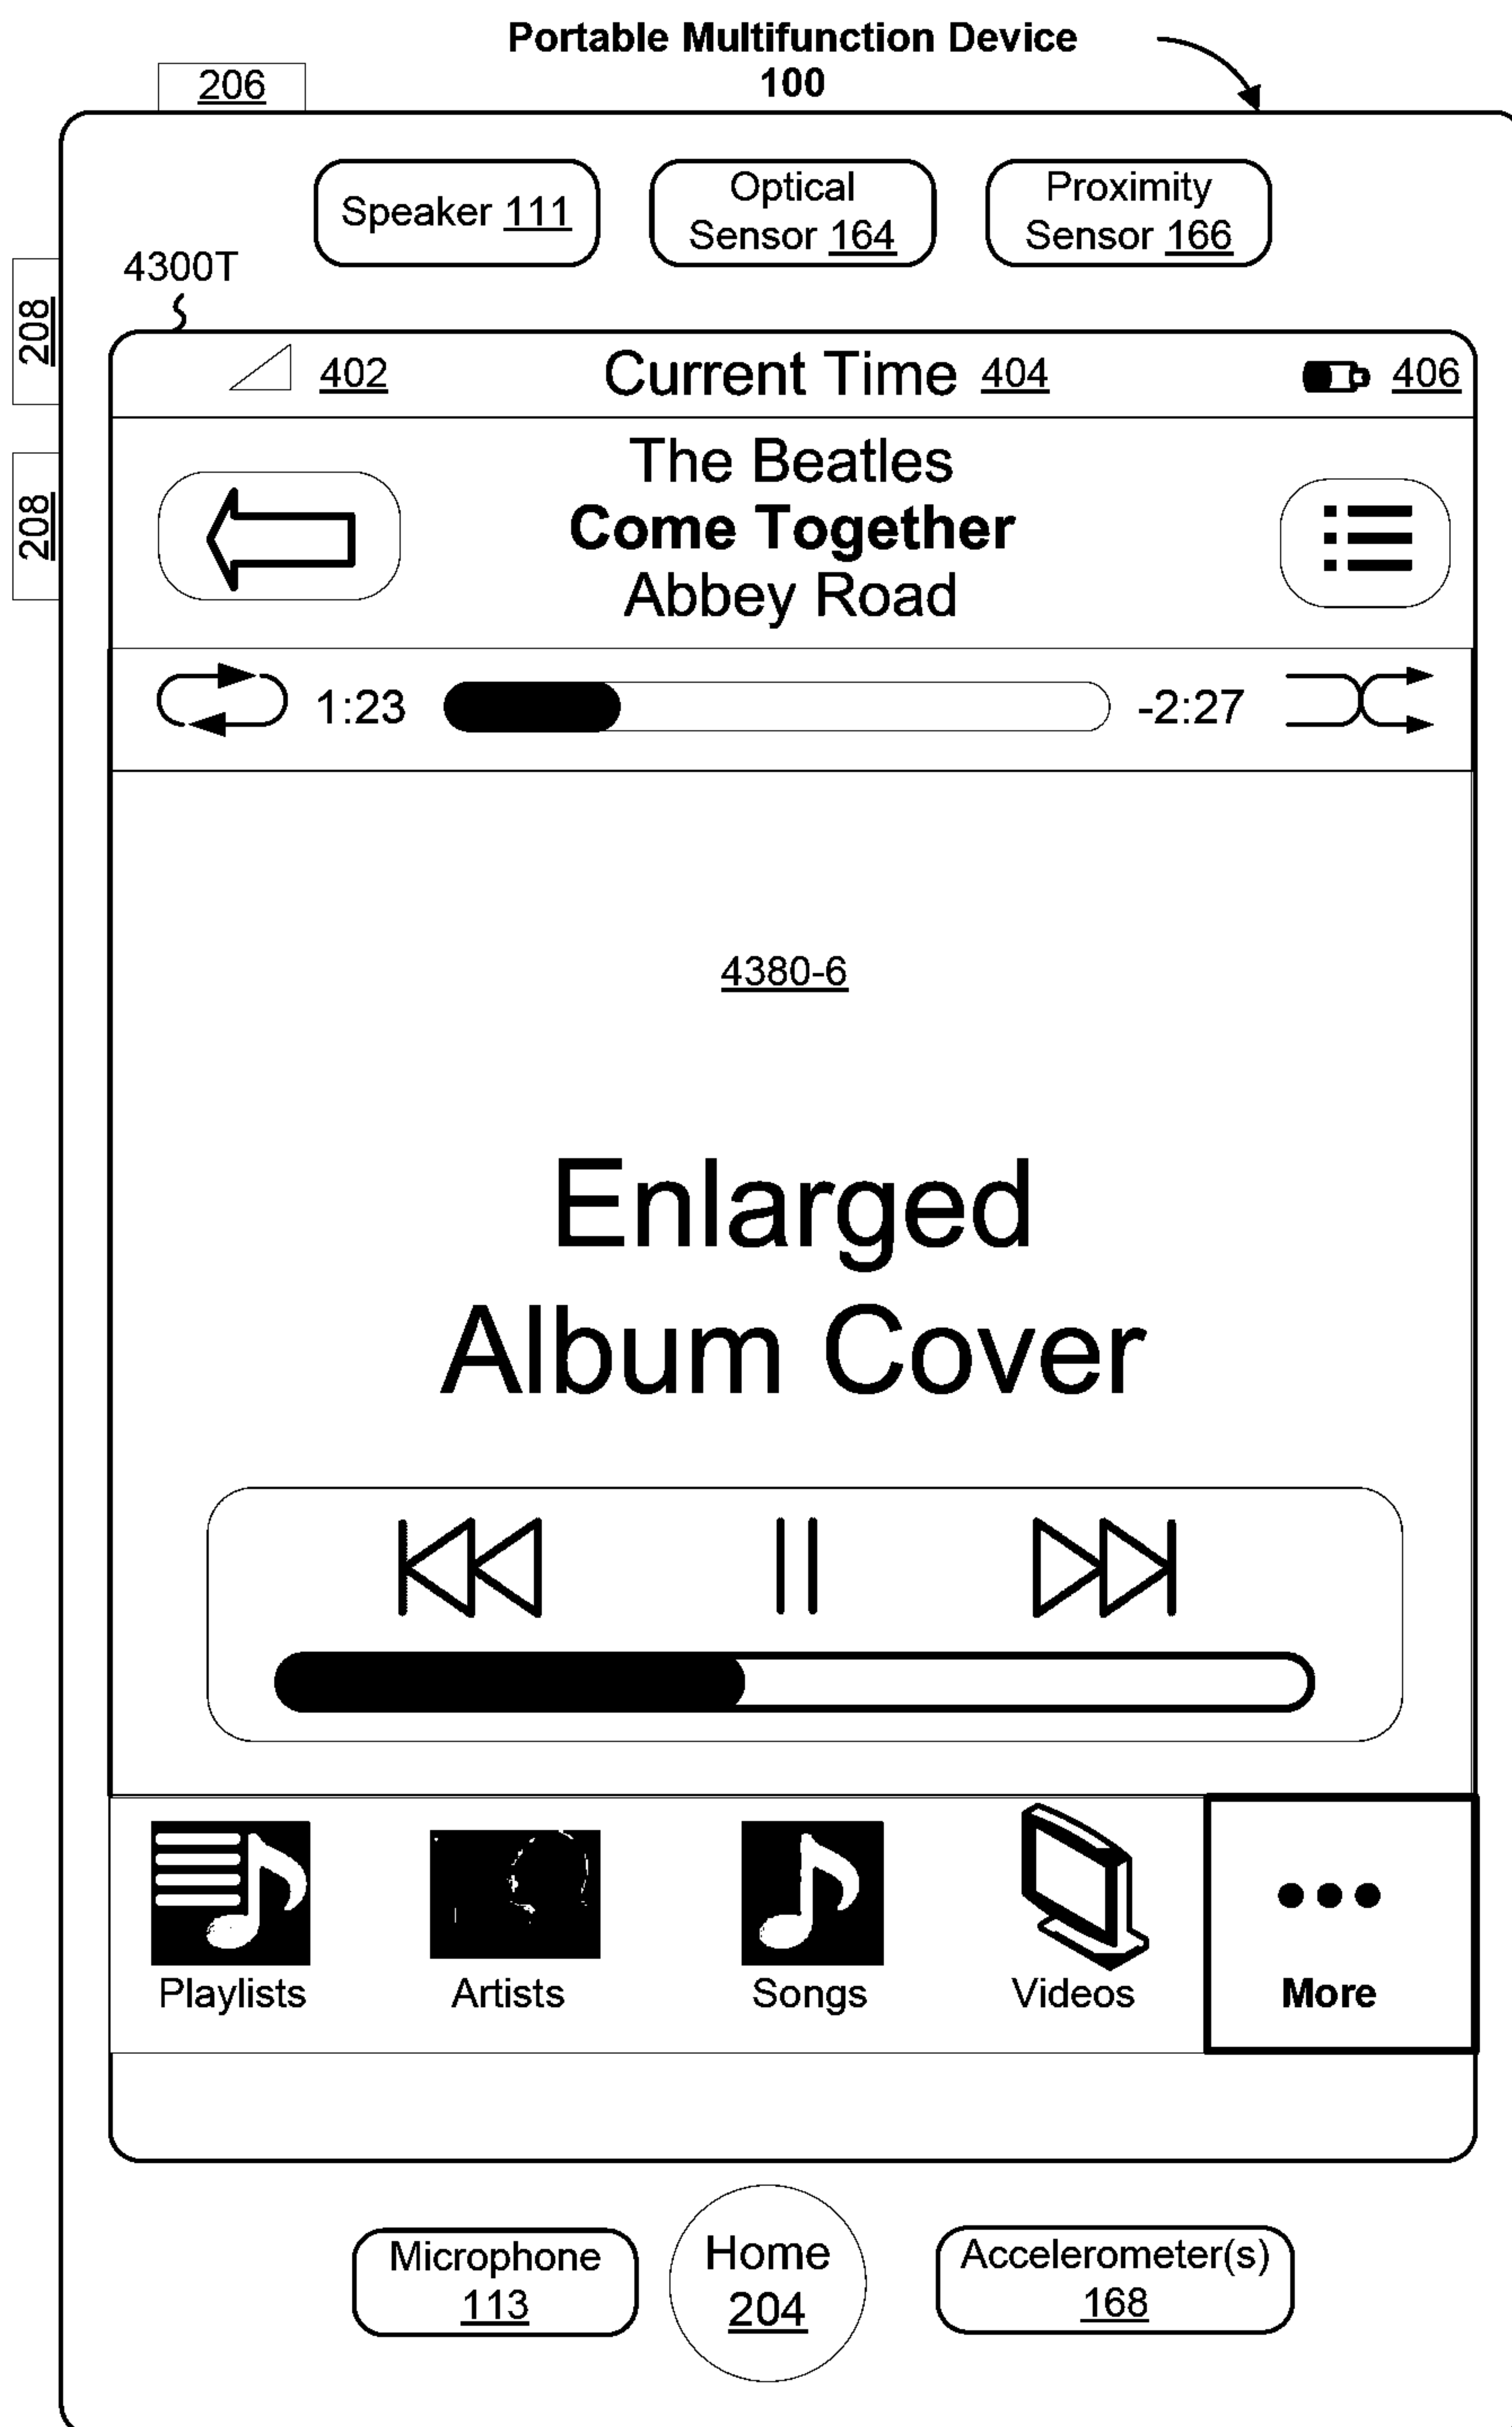 Portable Multifunction Device
100
206
Speaker 111
Optical
Sensor 164
Proximity
Sensor 166
4300T
208
208
402
Current Time 404
406
The Beatles
Come Together
Abbey Road
1:23
-2:27
4380-6
Enlarged
Album Cover
Playlists
Artists
Songs
Videos
More
Microphone
113
Home
204
Accelerometer(s)
168